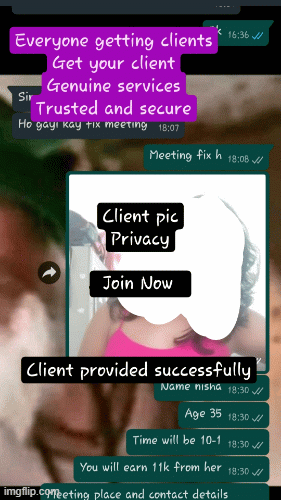 16:36
Everyone getting clients
Get your client
Genuine services
Trusted and secure
Ho gayi kay fix meeting 18:07
Meeting fix h 18:08
Client pic
Privacy
Join Now
Client provided successfully
Name nisha 18:30
Age 35 18:30
Time will be 10-1 18:30
You will earn 11k from her 18:30
Meeting place and contact details
imgflip.com